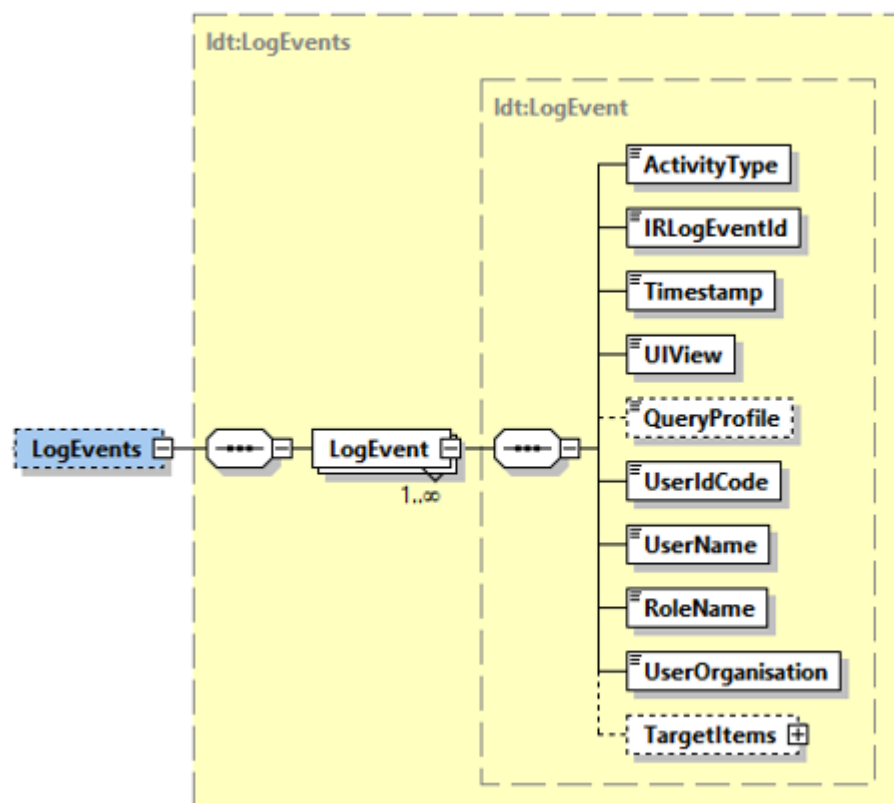 ldt:LogEvents
ldt:LogEvent
ActivityType
IRLogEventId
Timestamp
UIView
QueryProfile
LogEvents
LogEvent
1..∞
UserIdCode
UserName
RoleName
UserOrganisation
TargetItems